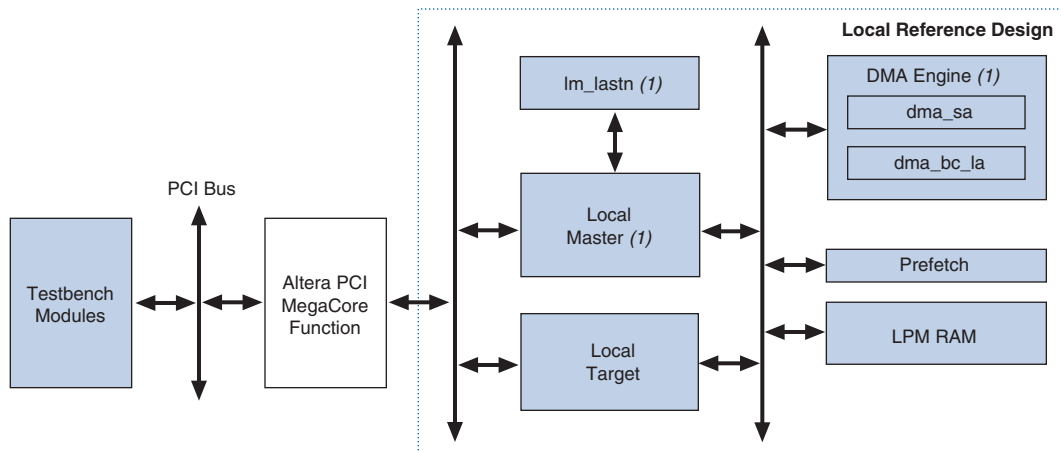 Local Reference Design
lm_lastn (1)
DMA Engine (1)
dma_sa
dma_bc_la
PCI Bus
Local
Master (1)
Testbench
Modules
Altera PCI
MegaCore
Function
Prefetch
LPM RAM
Local
Target